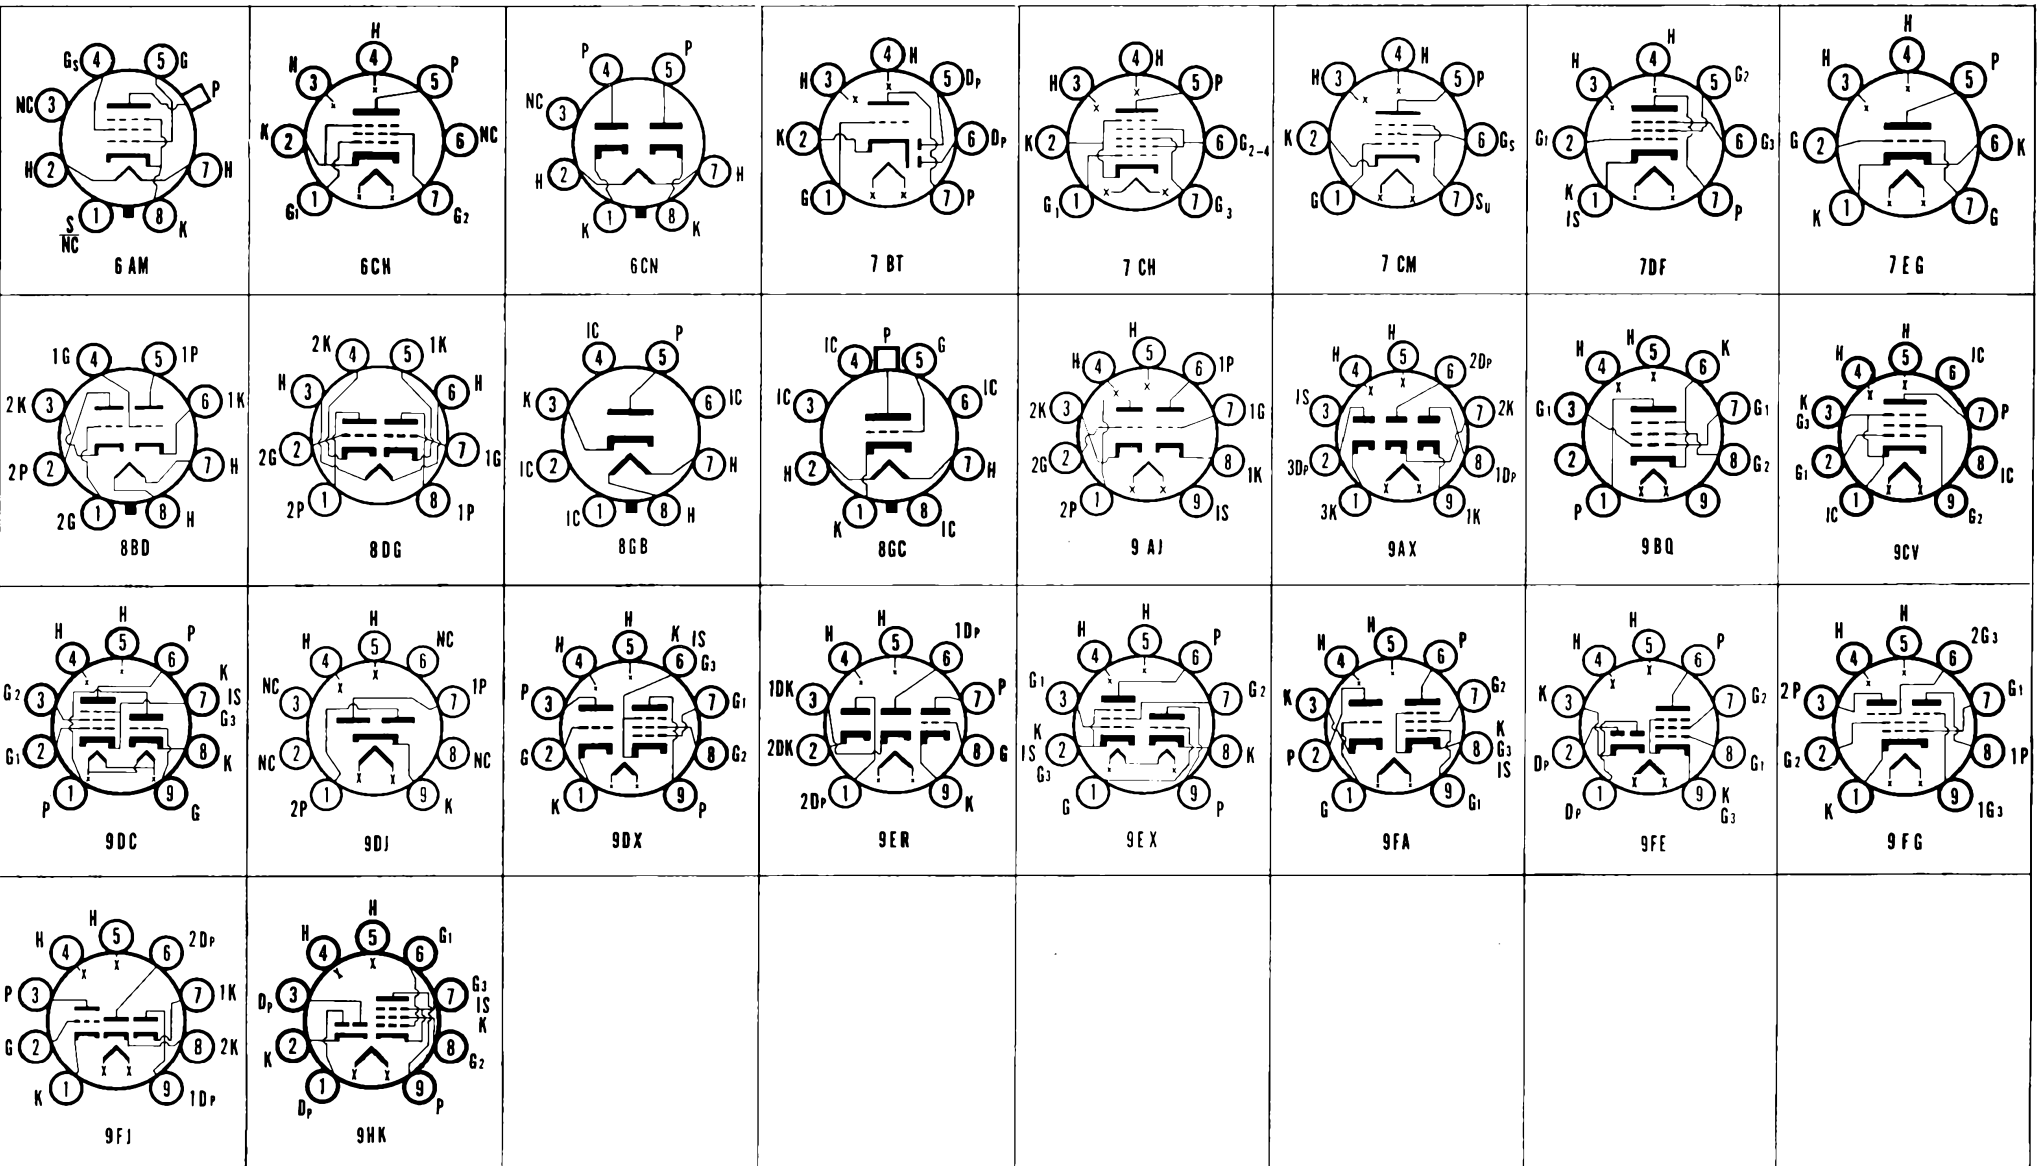 6AM
Gs 4 5 G
P
NC 3
H 2 7 H
1 8 K
S
NC
6CH
H
H 4 P
3 5
K 2 6 NC
G1 1 7 G2
6CN
P 4 5 P
NC 3
H 2 7 H
K 1 8 K
7 BT
H 3 4 H 5 DP
K 2 6 DP
G 1 7 P
7 CH
H 3 4 H 5 P
K 2 6 G2-4
G1 1 7 G3
7 CM
H 3 4 H 5 P
K 2 6 GS
G 1 7 SU
7DF
H
H 3 4 5 G2
G1 2 6 G3
K
IS 1 7 P
7 EG
H
H 3 4 5 P
G 2 6 K
K 1 7 G
8BD
1G 4 5 1P
2K 3 6 1K
2P 2 7 H
2G 1 8 H
8DG
2K 4 5 1K
H 3 6 H
2G 2 7 1G
2P 1 8 1P
8GB
IC 4 5 P
K 3 6 IC
IC 2 7 H
IC 1 8 H
8GC
P
IC 4 5 G
IC 3 6 IC
H 2 7 H
K 1 8 IC
9 AJ
H
H 4 5 6 1P
2K 3 7 1G
2G 2 8 1K
2P 1 9 IS
9AX
H
H 4 5 6 2DP
IS 3 7 2K
3DP 2 8 1DP
3K 1 9 1K
9BQ
H
H 4 5 6 K
G1 3 7 G1
2 8 G2
P 1 9
9CV
H
H 4 5 6 IC
K
G3 3 7 P
G1 2 8 IC
IC 1 9 G2
9DC
H
H 4 5 6 P
G2 3 7 K
IS
G3
G1 2 8 K
P 1 9 G
9DJ
H
H 4 5 6 NC
NC 3 7 1P
NC 2 8 NC
2P 1 9 K
9DX
H
H 4 5 6 K IS
G3
P 3 7 G1
G 2 8 G2
K 1 9 P
9ER
H
H 4 5 6 1DP
1DK 3 7 P
2DK 2 8 G
2DP 1 9 K
9EX
H
H 4 5 6 P
G1 3 7 G2
K
IS 2 8 K
G3
G 1 9 P
9FA
H
H 4 5 6 P
K 3 7 G2
P 2 8 K
G3
IS
G 1 9 G1
9FE
H
H 4 5 6 P
K 3 7 G2
DP 2 8 G1
DP 1 9 K
G3
9FG
H
H 4 5 6 2G3
2P 3 7 G1
G2 2 8 1P
K 1 9 1G3
9FJ
H
H 4 5 6 2DP
P 3 7 1K
G 2 8 2K
K 1 9 1DP
9HK
H
H 4 5 6 G1
DP 3 7 G3
IS
K
K 2 8 G2
DP 1 9 P